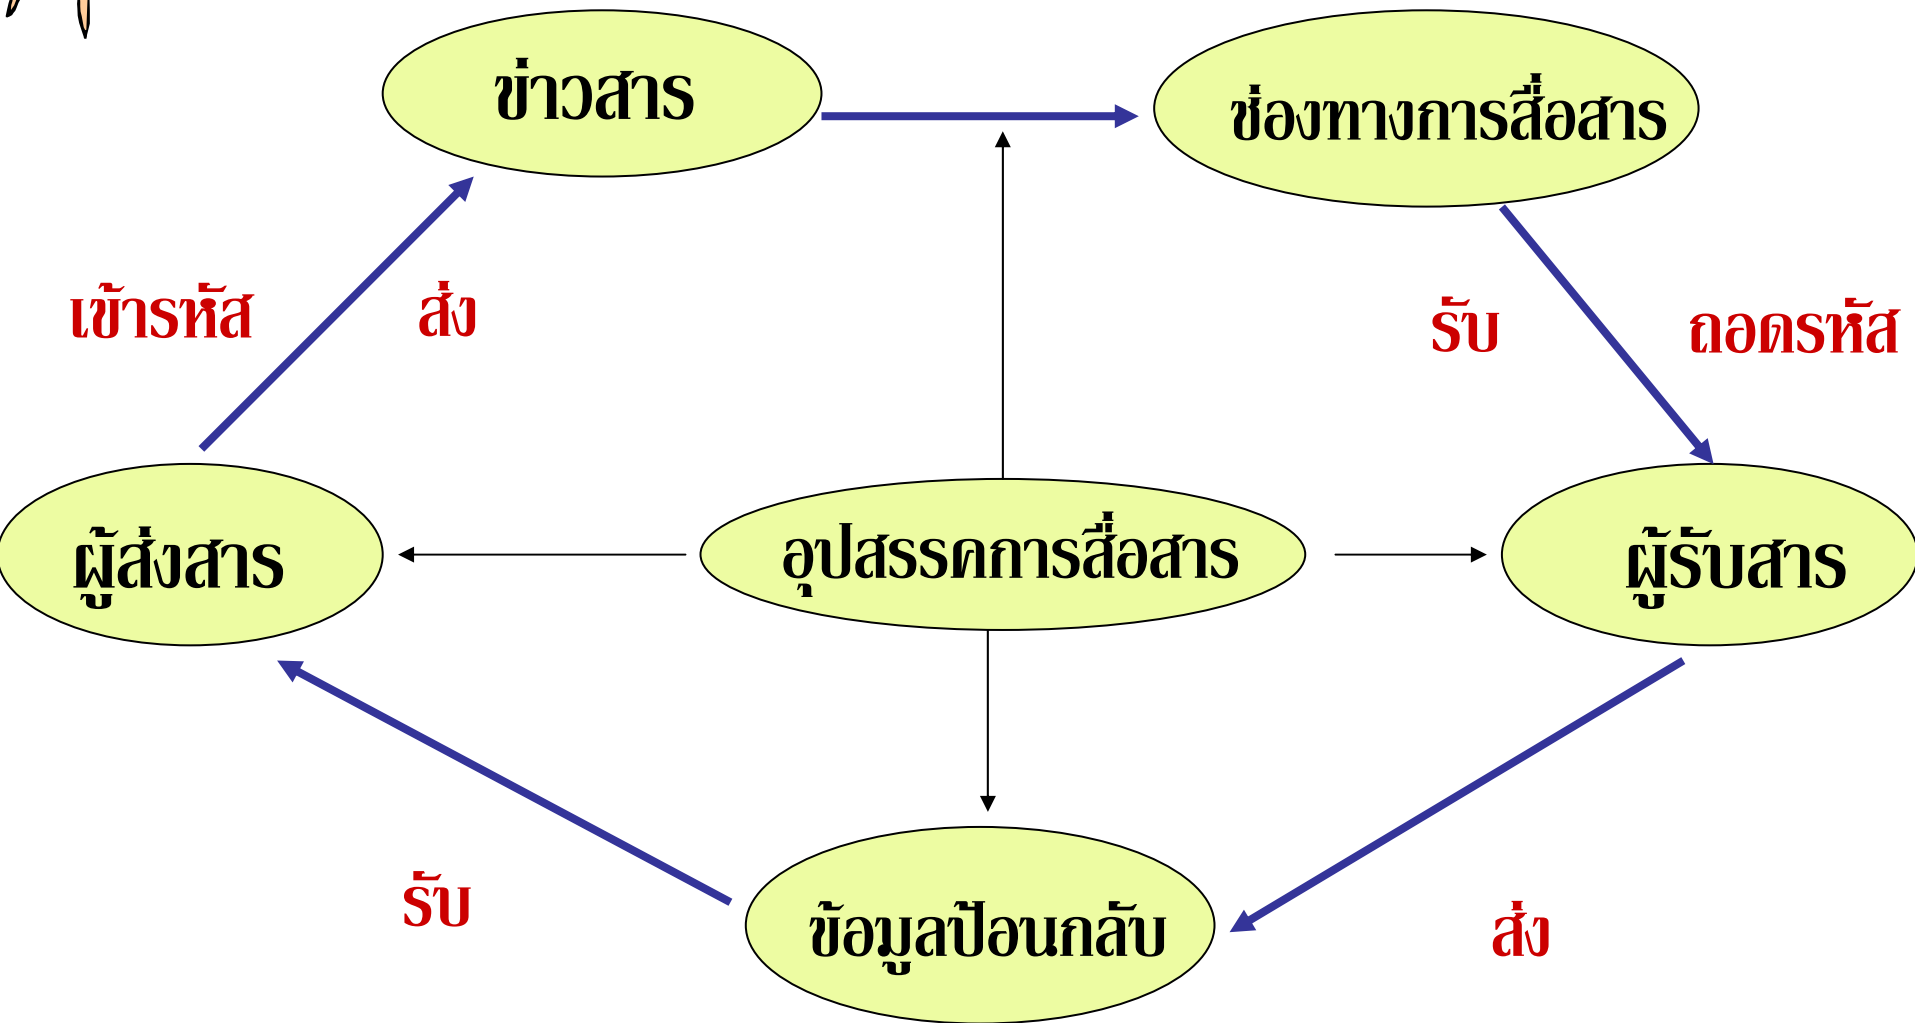 ข่าวสาร
ช่องทางการสื่อสาร
เข้ารหัส
ส่ง
รับ
ถอดรหัส
ผู้ส่งสาร
อุปสรรคการสื่อสาร
ผู้รับสาร
รับ
ข้อมูลป้อนกลับ
ส่ง